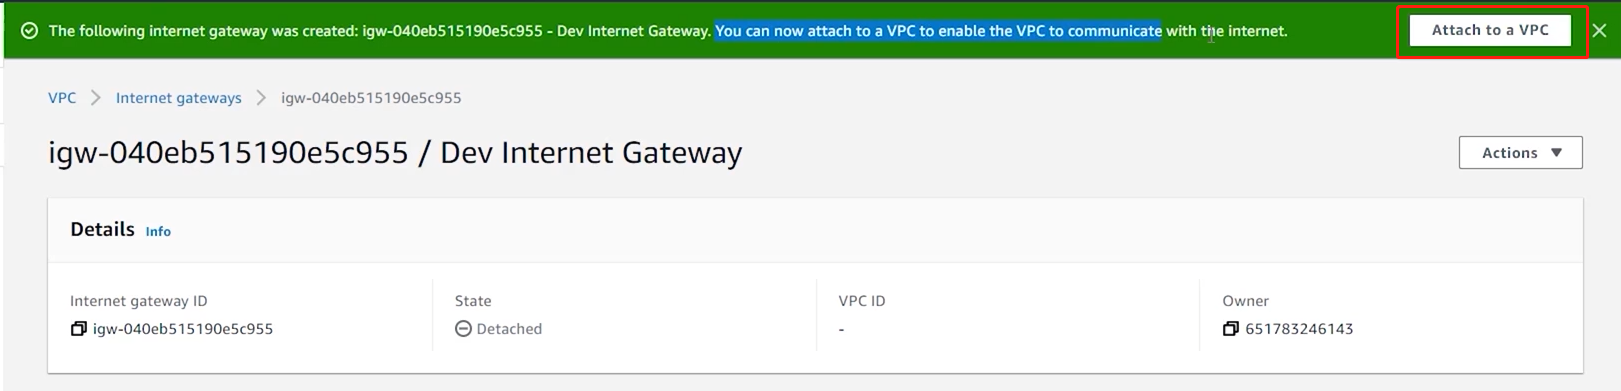 The following internet gateway was created: igw-040eb515190e5c955 - Dev Internet Gateway. You can now attach to a VPC to enable the VPC to communicate with the internet. Attach to a VPC
VPC Internet gateways igw-040eb515190e5c955
igw-040eb515190e5c955 / Dev Internet Gateway
Actions
Details Info
Internet gateway ID
igw-040eb515190e5c955
State
Detached
VPC ID
-
Owner
651783246143